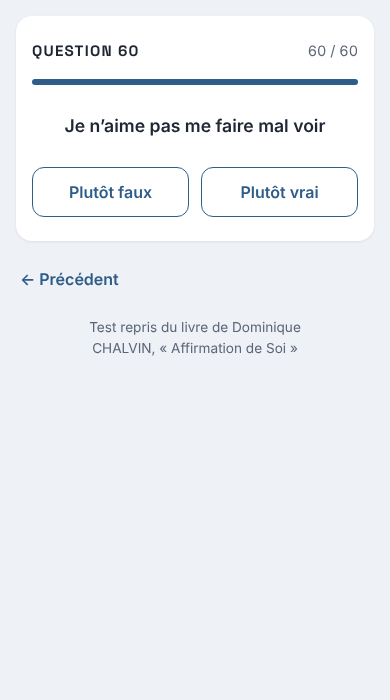 QUESTION 60
60 / 60
Je n’aime pas me faire mal voir
Plutôt faux
Plutôt vrai
← Précédent
Test repris du livre de Dominique
CHALVIN, « Affirmation de Soi »